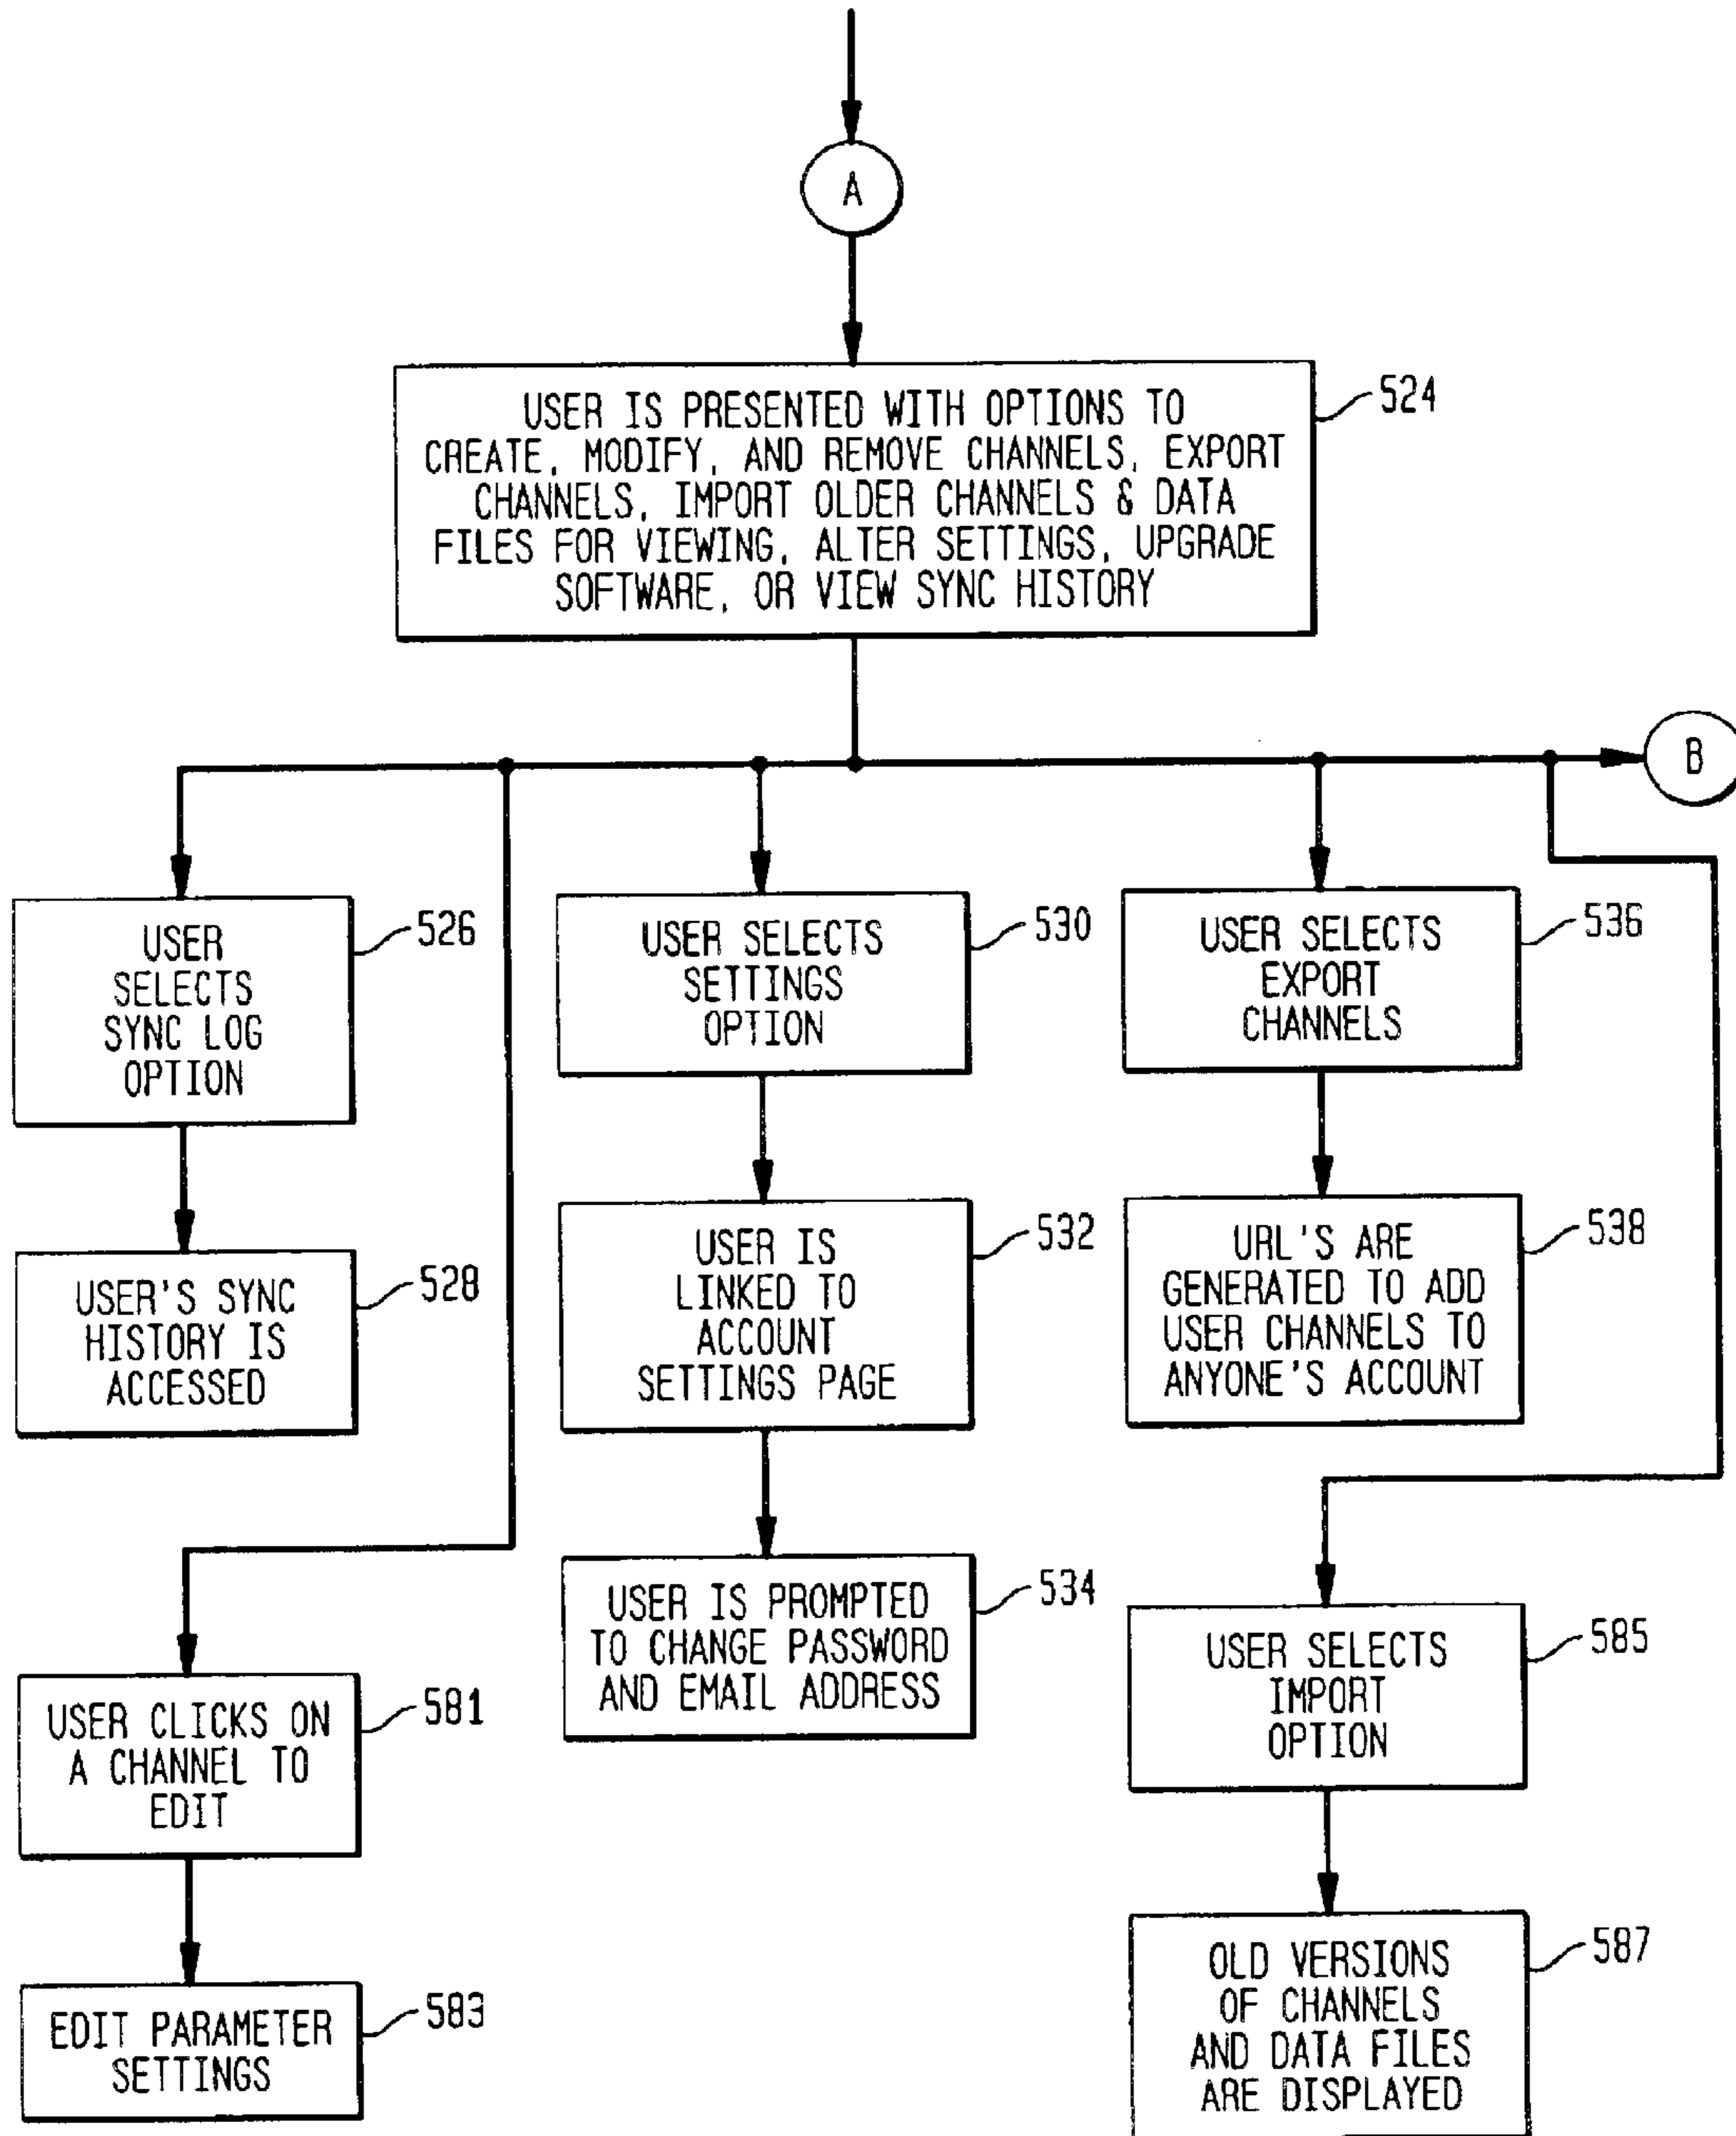 A
USER IS PRESENTED WITH OPTIONS TO
CREATE, MODIFY, AND REMOVE CHANNELS, EXPORT
CHANNELS, IMPORT OLDER CHANNELS & DATA
FILES FOR VIEWING, ALTER SETTINGS, UPGRADE
SOFTWARE, OR VIEW SYNC HISTORY
524
B
USER
SELECTS
SYNC LOG
OPTION
526
USER SELECTS
SETTINGS
OPTION
530
USER SELECTS
EXPORT
CHANNELS
536
USER'S SYNC
HISTORY IS
ACCESSED
528
USER IS
LINKED TO
ACCOUNT
SETTINGS PAGE
532
URL'S ARE
GENERATED TO ADD
USER CHANNELS TO
ANYONE'S ACCOUNT
538
USER CLICKS ON
A CHANNEL TO
EDIT
581
USER IS PROMPTED
TO CHANGE PASSWORD
AND EMAIL ADDRESS
534
USER SELECTS
IMPORT
OPTION
585
EDIT PARAMETER
SETTINGS
583
OLD VERSIONS
OF CHANNELS
AND DATA FILES
ARE DISPLAYED
587